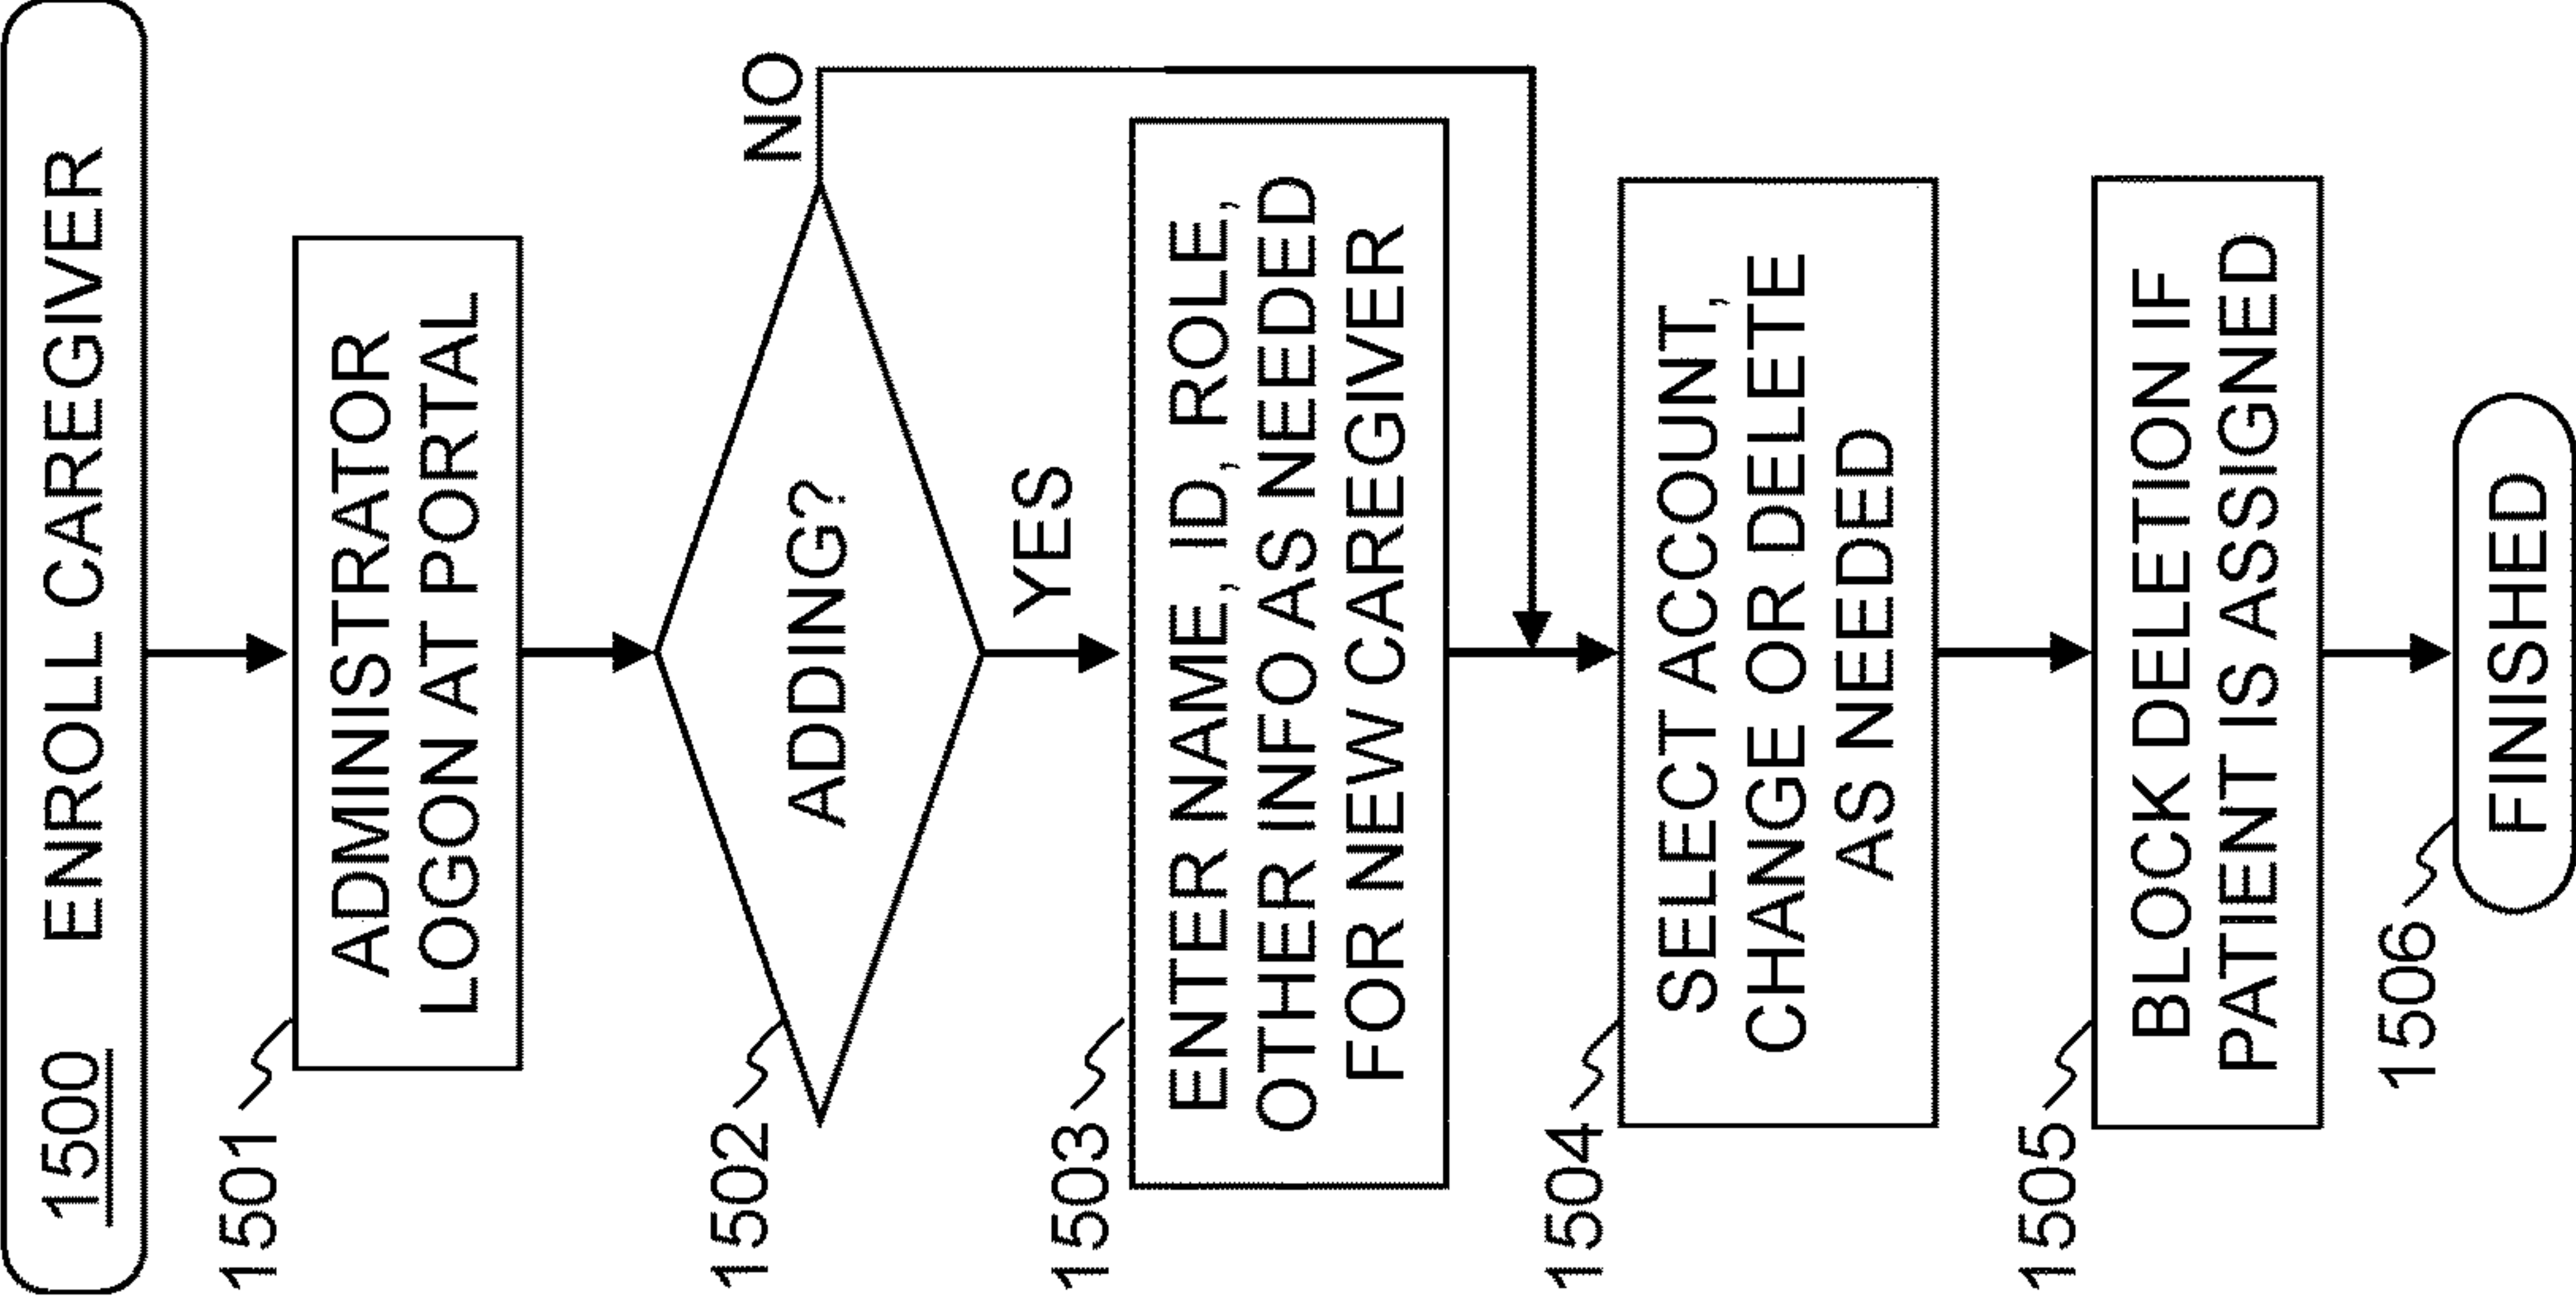 1500 ENROLL CAREGIVER
1501
ADMINISTRATOR
LOGON AT PORTAL
1502
ADDING?
NO
YES
1503
ENTER NAME, ID, ROLE,
OTHER INFO AS NEEDED
FOR NEW CAREGIVER
1504
SELECT ACCOUNT,
CHANGE OR DELETE
AS NEEDED
1505
BLOCK DELETION IF
PATIENT IS ASSIGNED
1506
FINISHED